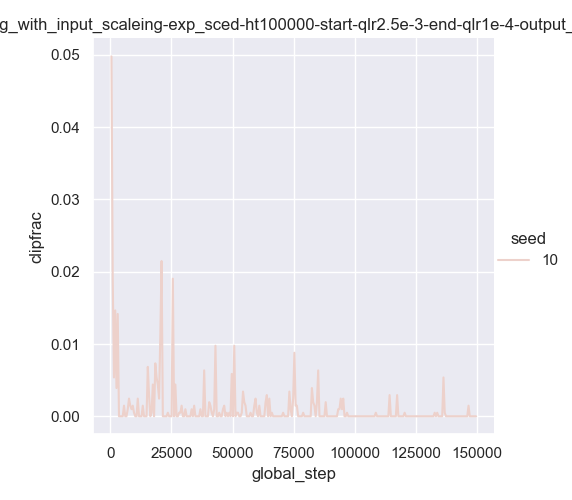 g_with_input_scaleing-exp_sced-ht100000-start-qlr2.5e-3-end-qlr1e-4-output_
0.05
0.04
0.03
0.02
0.01
0.00
clipfrac
0 25000 50000 75000 100000 125000 150000
global_step
seed
10